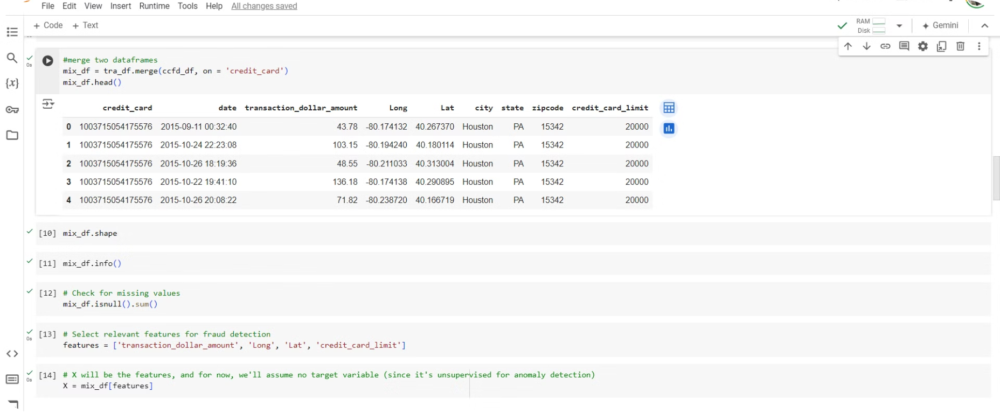 File Edit View Insert Runtime Tools Help All changes saved
+ Code + Text
RAM
Disk
Gemini
0s
#merge two dataframes
mix_df = tra_df.merge(ccfd_df, on = 'credit_card')
mix_df.head()
{x}
credit_card date transaction_dollar_amount Long Lat city state zipcode credit_card_limit
0 1003715054175576 2015-09-11 00:32:40 43.78 -80.174132 40.267370 Houston PA 15342 20000
1 1003715054175576 2015-10-24 22:23:08 103.15 -80.194240 40.180114 Houston PA 15342 20000
2 1003715054175576 2015-10-26 18:19:36 48.55 -80.211033 40.313004 Houston PA 15342 20000
3 1003715054175576 2015-10-22 19:41:10 136.18 -80.174138 40.290895 Houston PA 15342 20000
4 1003715054175576 2015-10-26 20:08:22 71.82 -80.238720 40.166719 Houston PA 15342 20000
[10] mix_df.shape
[11] mix_df.info()
[12] # Check for missing values
mix_df.isnull().sum()
[13] # Select relevant features for fraud detection
0s
features = ['transaction_dollar_amount', 'Long', 'Lat', 'credit_card_limit']
[14] # X will be the features, and for now, we'll assume no target variable (since it's unsupervised for anomaly detection)
0s
X = mix_df[features]